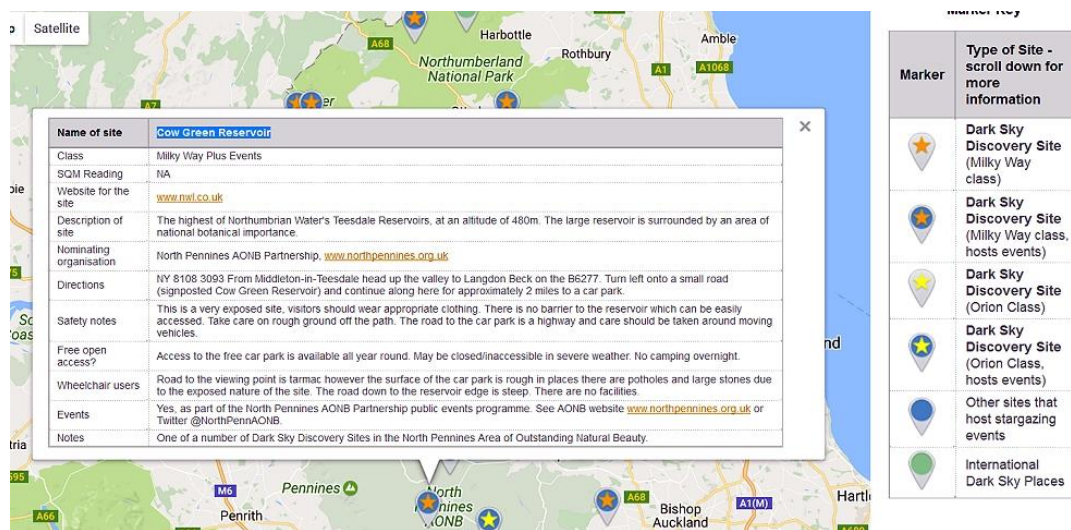 Satellite
Harbottle
Amble
A68
Rothbury
Northumberland
National Park
A1
A1068
A7
Name of site Cow Green Reservoir
Class Milky Way Plus Events
SQM Reading NA
Website for the
site
www.nwl.co.uk
Description of
site
The highest of Northumbrian Water's Teesdale Reservoirs, at an altitude of 480m. The large reservoir is surrounded by an area of
national botanical importance.
Nominating
organisation
North Pennines AONB Partnership, www.northpennines.org.uk
Directions
NY 8108 3093 From Middleton-in-Teesdale head up the valley to Langdon Beck on the B6277. Turn left onto a small road
(signposted Cow Green Reservoir) and continue along here for approximately 2 miles to a car park.
Safety notes
This is a very exposed site, visitors should wear appropriate clothing. There is no barrier to the reservoir which can be easily
accessed. Take care on rough ground off the path. The road to the car park is a highway and care should be taken around moving
vehicles.
Free open
access?
Access to the free car park is available all year round. May be closed/inaccessible in severe weather. No camping overnight.
Wheelchair users
Road to the viewing point is tarmac however the surface of the car park is rough in places there are potholes and large stones due
to the exposed nature of the site. The road down to the reservoir edge is steep. There are no facilities.
Events
Yes, as part of the North Pennines AONB Partnership public events programme. See AONB website www.northpennines.org.uk or
Twitter @NorthPennAONB.
Notes
One of a number of Dark Sky Discovery Sites in the North Pennines Area of Outstanding Natural Beauty.
M6
Pennines
North
Pennines
AONB
A66
Penrith
A68
Bishop
Auckland
A1(M)
Hartl
A689
Marker Key
Marker
Type of Site -
scroll down for
more
information
Dark Sky
Discovery Site
(Milky Way
class)
Dark Sky
Discovery Site
(Milky Way class,
hosts events)
Dark Sky
Discovery Site
(Orion Class)
Dark Sky
Discovery Site
(Orion Class,
hosts events)
Other sites that
host stargazing
events
International
Dark Sky Places